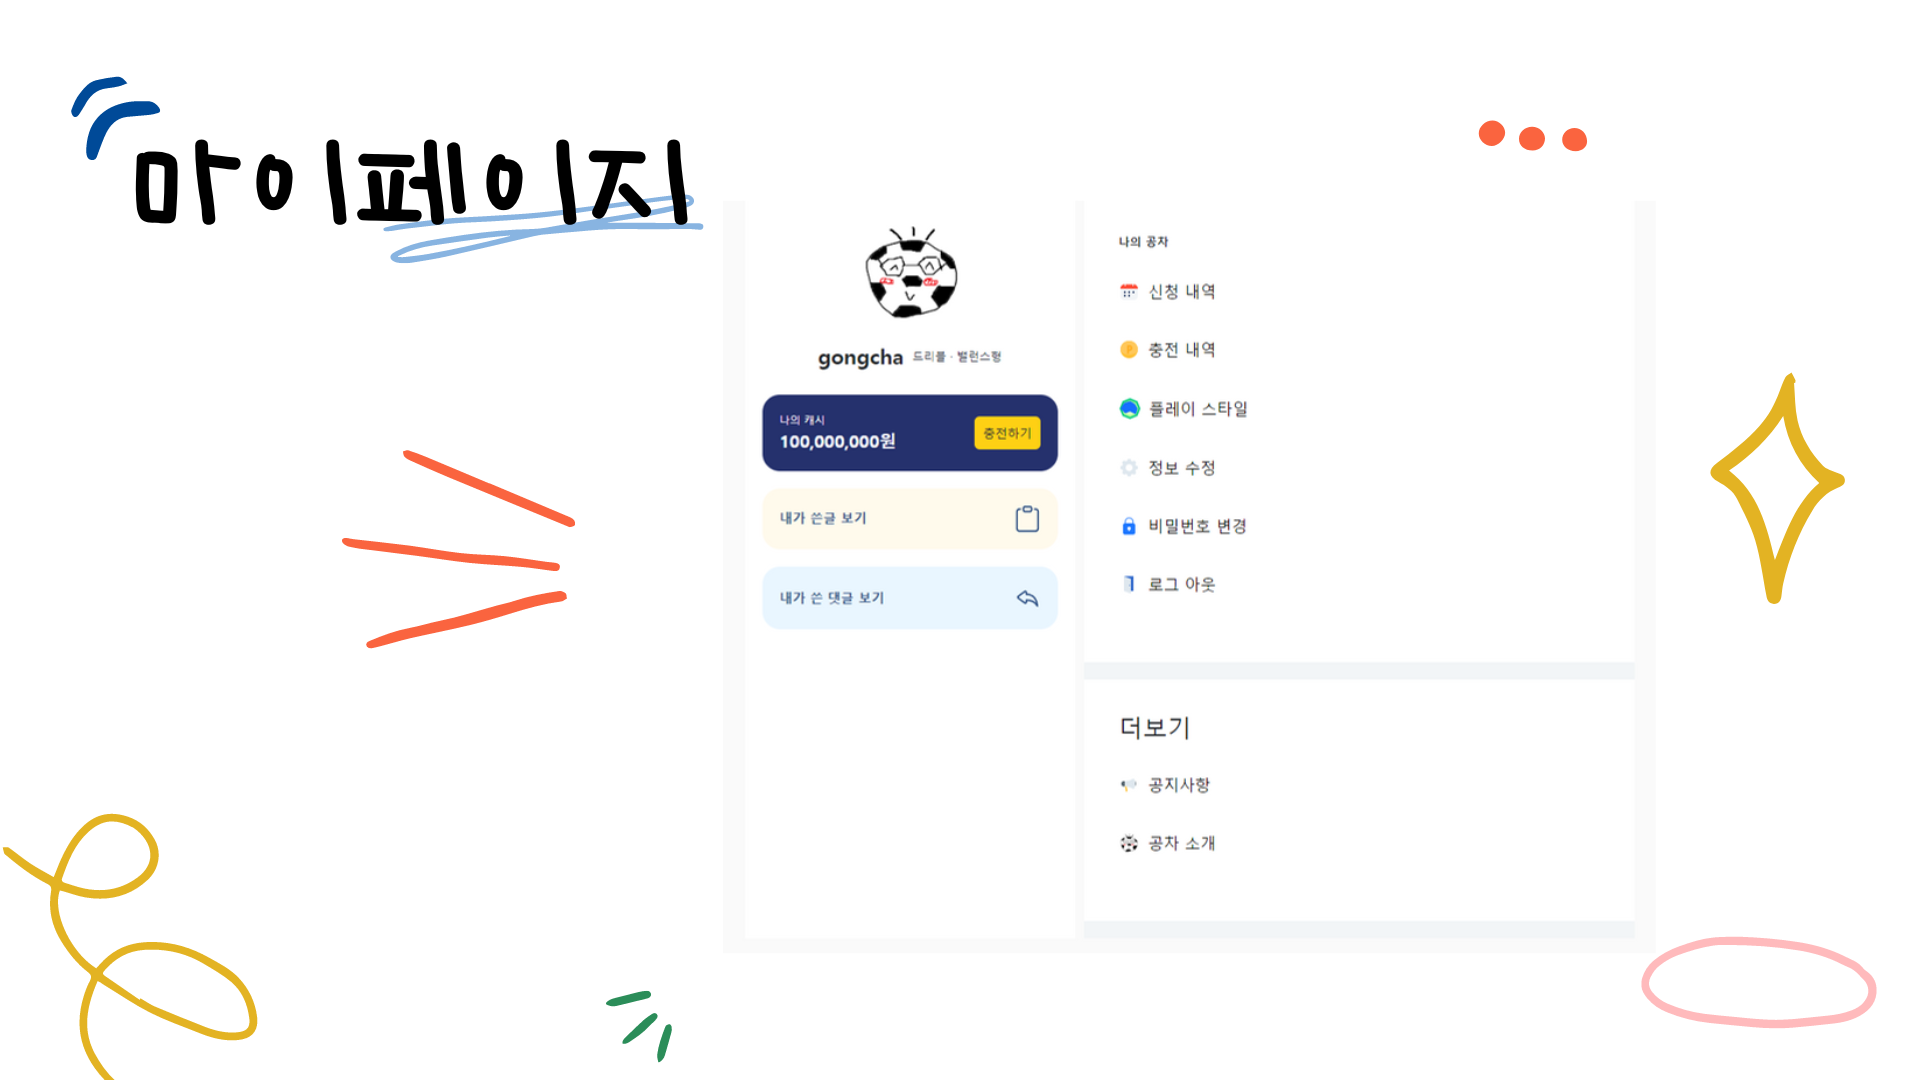 마이페이지
gongcha 드리블 · 밸런스형
나의 캐시
100,000,000원
충전하기
내가 쓴글 보기
내가 쓴 댓글 보기
나의 공차
신청 내역
충전 내역
플레이 스타일
정보 수정
비밀번호 변경
로그 아웃
더보기
공지사항
공차 소개